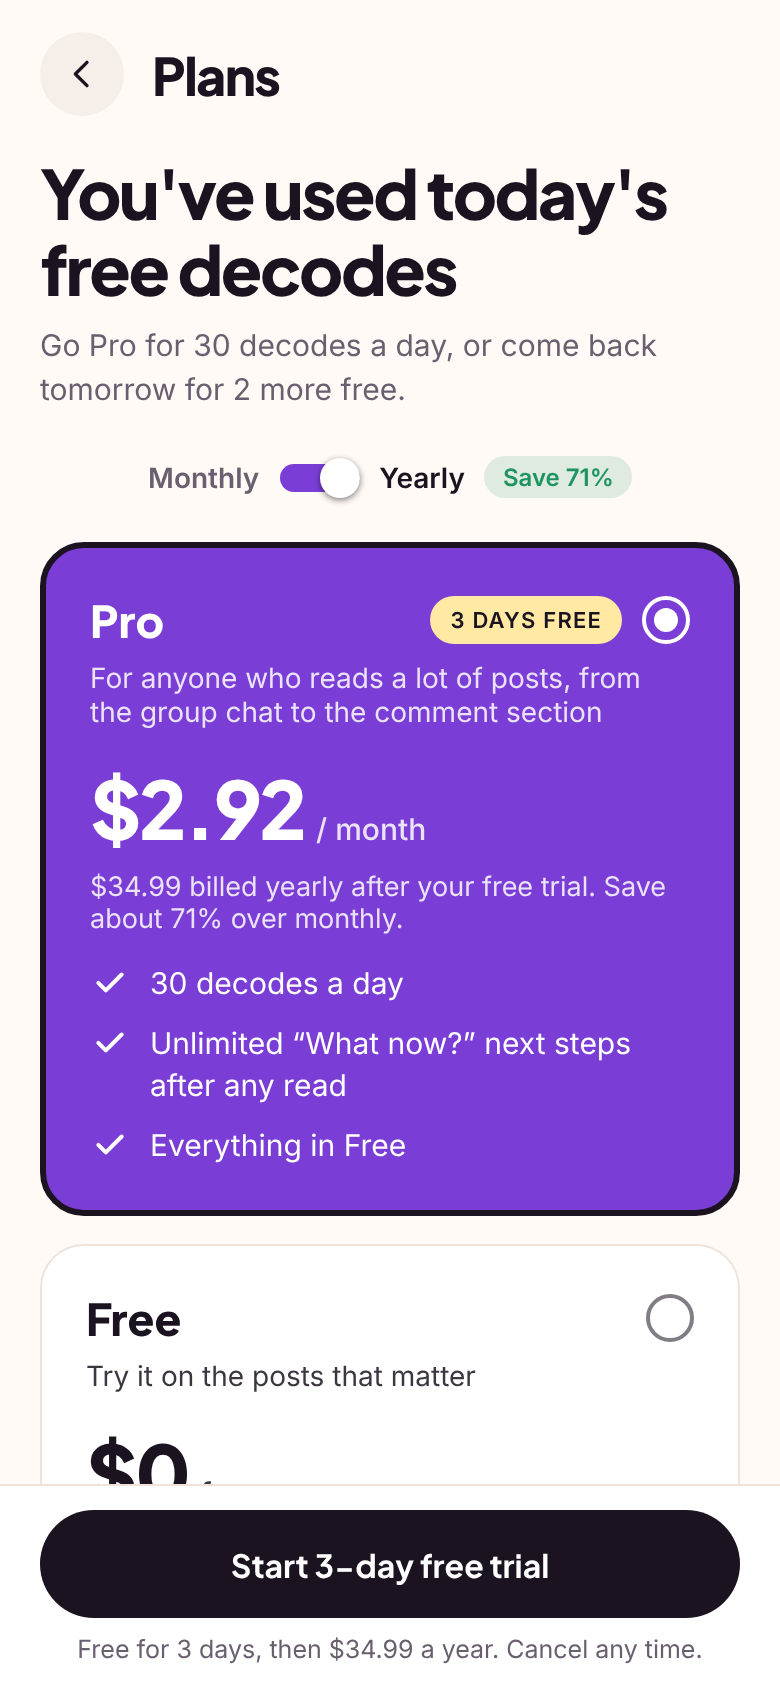 Plans
You've used today's
free decodes
Go Pro for 30 decodes a day, or come back
tomorrow for 2 more free.
Monthly Yearly Save 71%
Pro 3 DAYS FREE
For anyone who reads a lot of posts, from
the group chat to the comment section
$2.92 / month
$34.99 billed yearly after your free trial. Save
about 71% over monthly.
30 decodes a day
Unlimited “What now?” next steps
after any read
Everything in Free
Free
Try it on the posts that matter
$0
Start 3-day free trial
Free for 3 days, then $34.99 a year. Cancel any time.